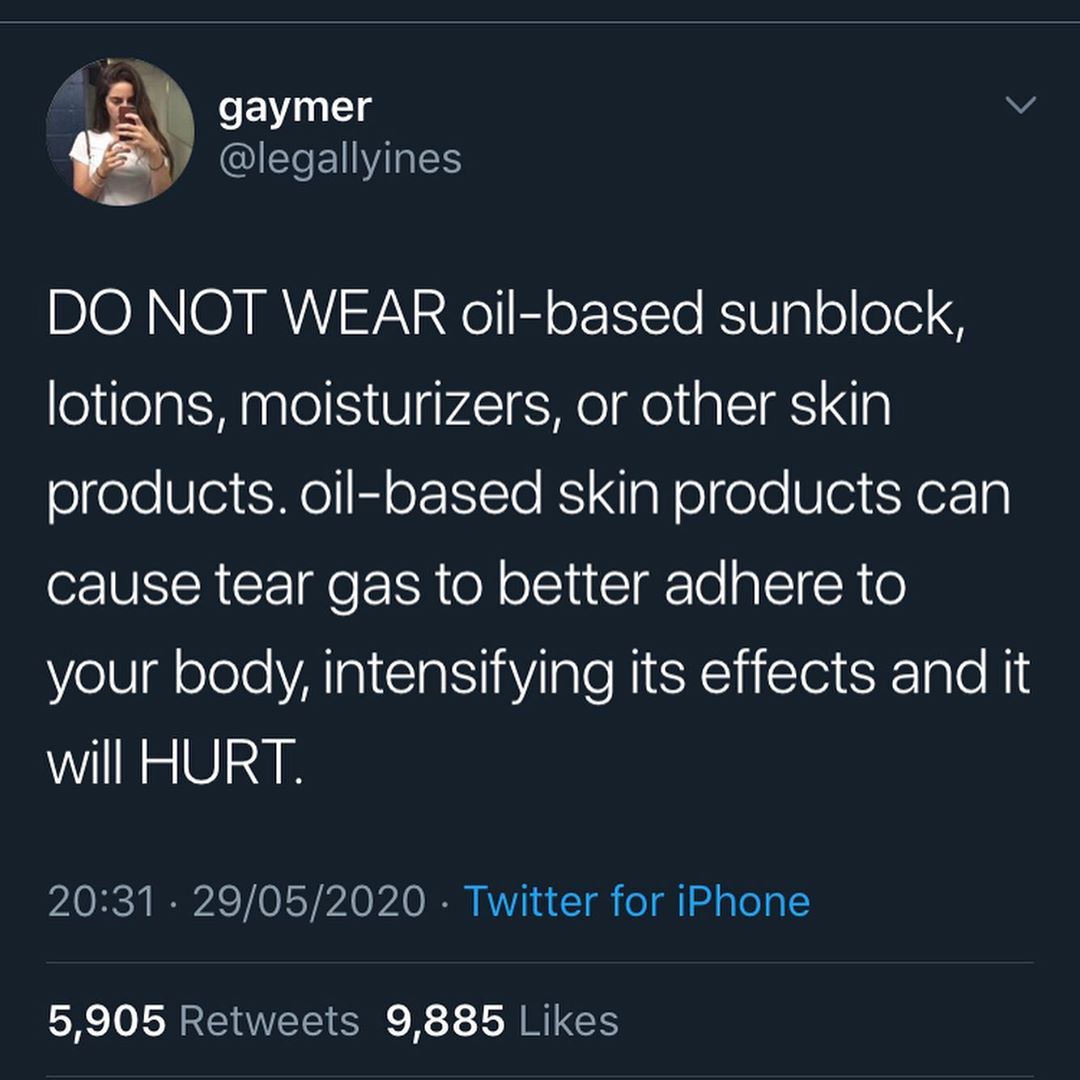 gaymer
@legallyines
DO NOT WEAR oil-based sunblock,
lotions, moisturizers, or other skin
products. oil-based skin products can
cause tear gas to better adhere to
your body, intensifying its effects and it
will HURT.
20:31 · 29/05/2020 · Twitter for iPhone
5,905 Retweets 9,885 Likes